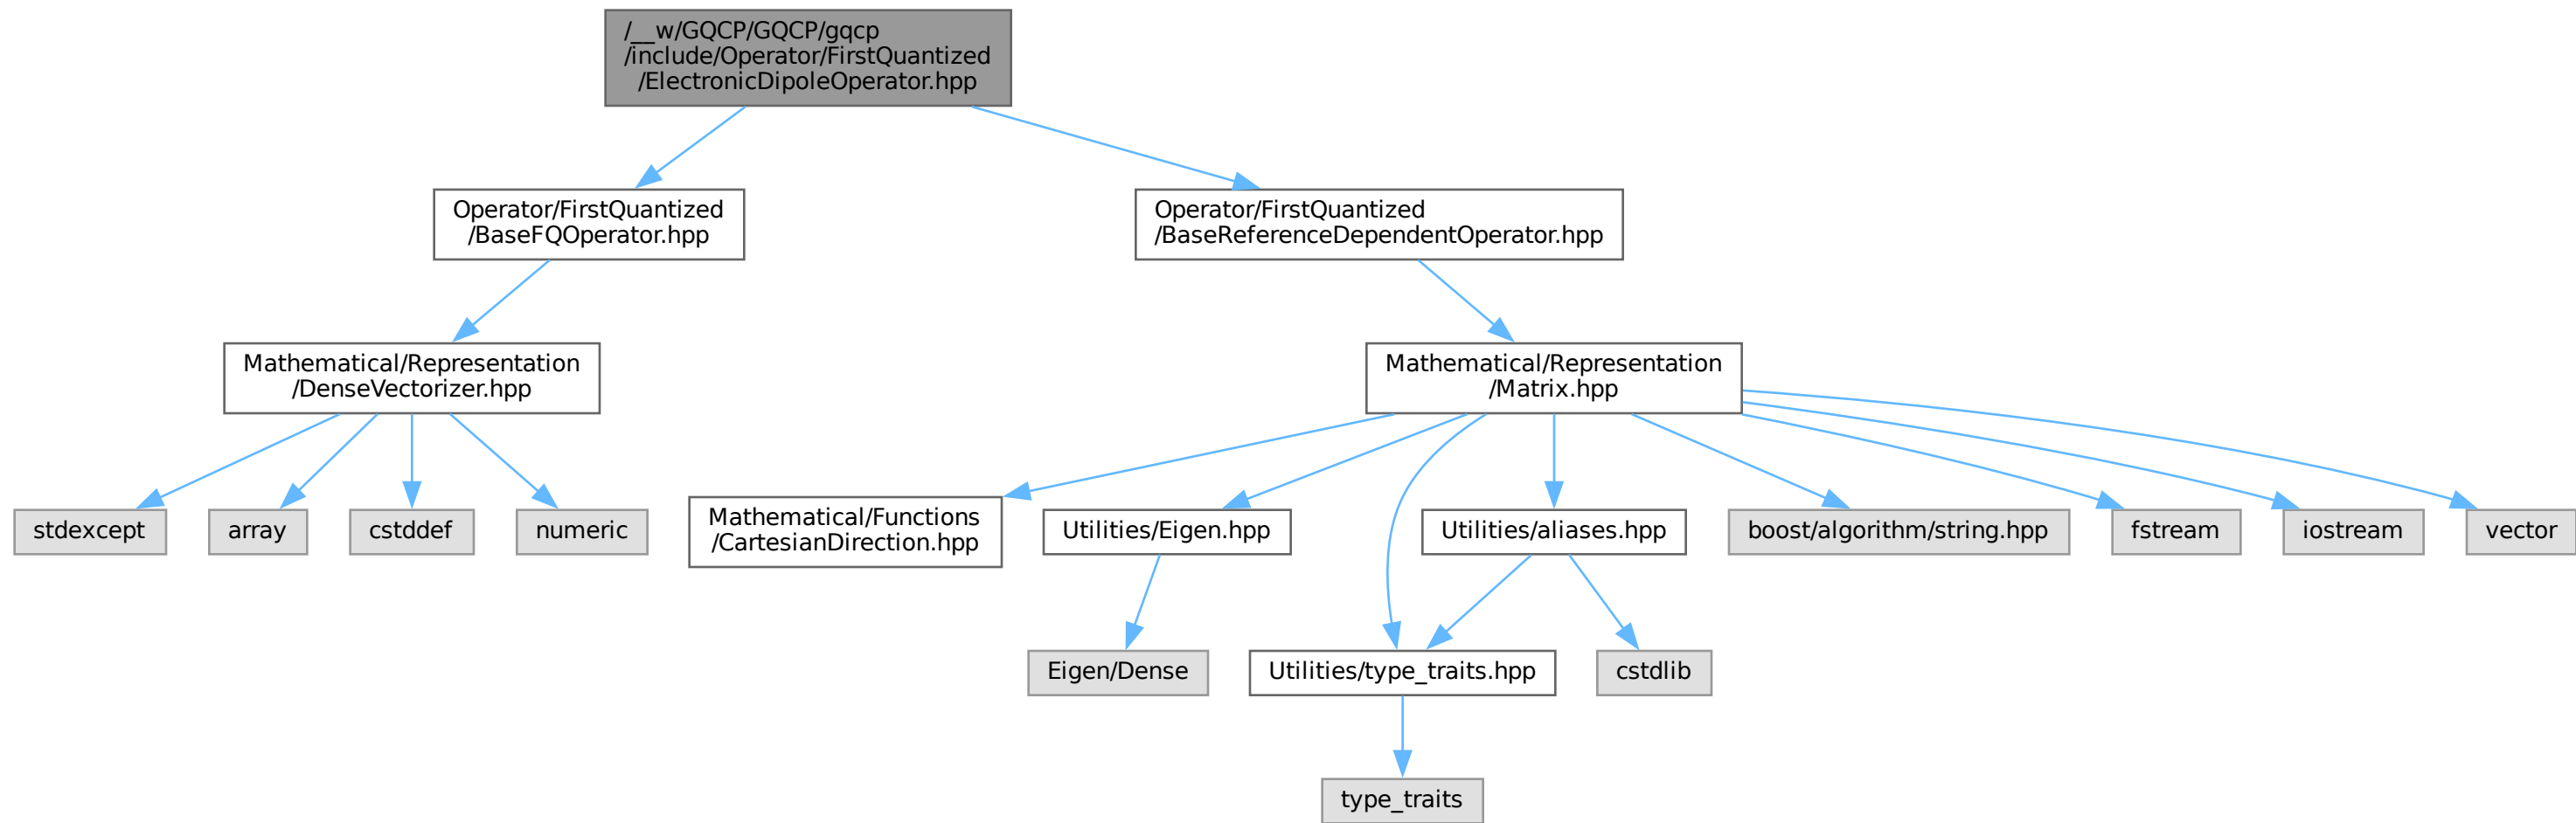 /__w/GQCP/GQCP/gqcp
/include/Operator/FirstQuantized
/ElectronicDipoleOperator.hpp
Operator/FirstQuantized
/BaseFQOperator.hpp
Operator/FirstQuantized
/BaseReferenceDependentOperator.hpp
Mathematical/Representation
/DenseVectorizer.hpp
Mathematical/Representation
/Matrix.hpp
stdexcept
array
cstddef
numeric
Mathematical/Functions
/CartesianDirection.hpp
Utilities/Eigen.hpp
Utilities/aliases.hpp
boost/algorithm/string.hpp
fstream
iostream
vector
Eigen/Dense
Utilities/type_traits.hpp
cstdlib
type_traits